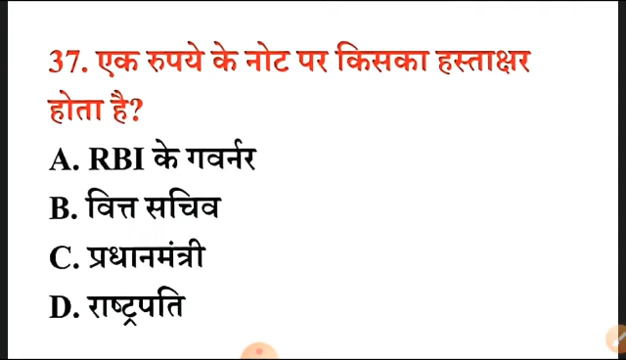 37. एक रुपये के नोट पर किसका हस्ताक्षर
होता है?
A. RBI के गवर्नर
B. वित्त सचिव
C. प्रधानमंत्री
D. राष्ट्रपति